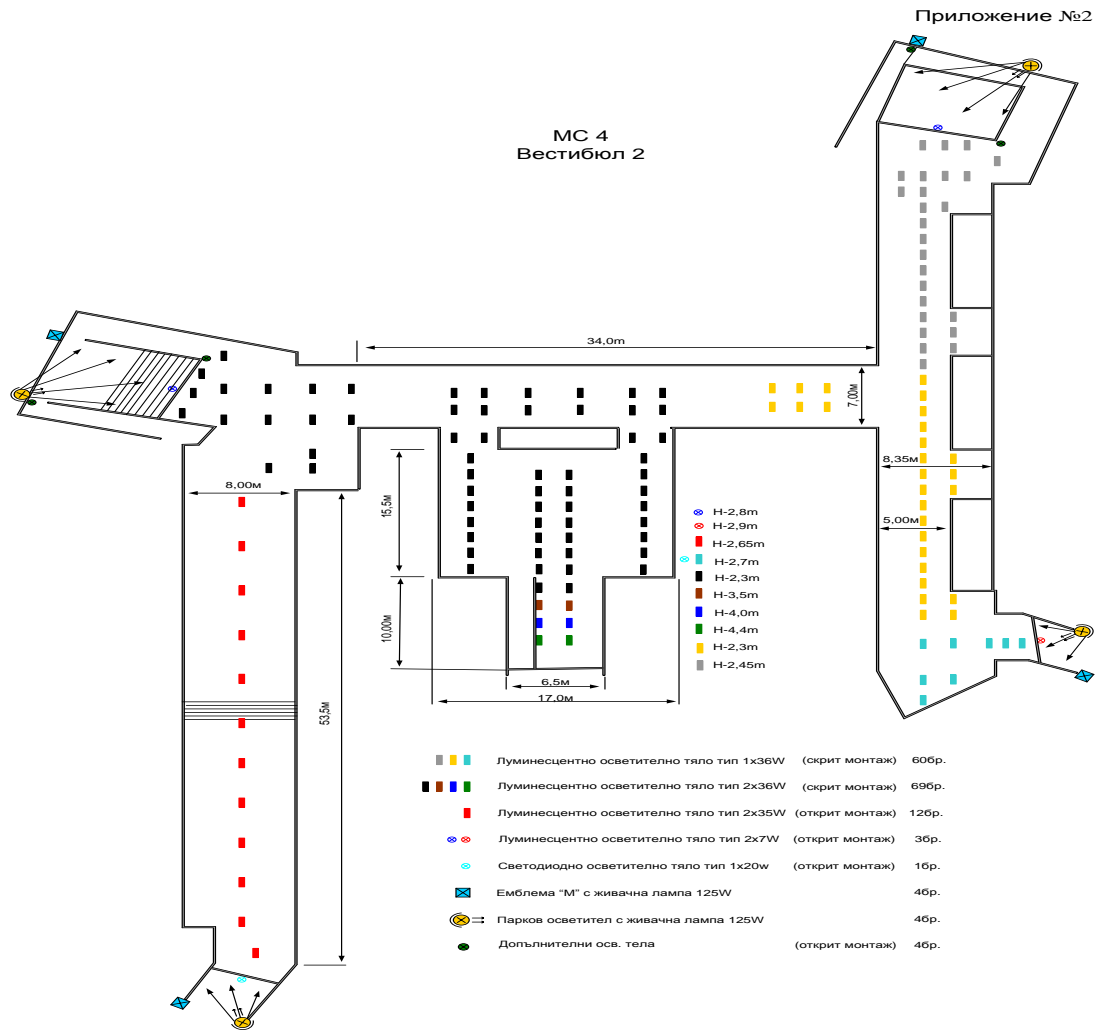 Приложение №2
МС 4
Вестибюл 2
34,0m
7,00м
8,35м
8,00м
15,5м
5,00м
H-2,8m
H-2,9m
H-2,65m
H-2,7m
H-2,3m
H-3,5m
H-4,0m
H-4,4m
H-2,3m
H-2,45m
10,00м
6,5м
17,0м
53,5м
Луминесцентно осветително тяло тип 1x36W (скрит монтаж) 60бр.
Луминесцентно осветително тяло тип 2x36W (скрит монтаж) 69бр.
Луминесцентно осветително тяло тип 2x35W (открит монтаж) 12бр.
Луминесцентно осветително тяло тип 2x7W (открит монтаж) 3бр.
Светодиодно осветително тяло тип 1x20w (открит монтаж) 1бр.
Емблема "М" с живачна лампа 125W 4бр.
Парков осветител с живачна лампа 125W 4бр.
Допълнителни осв. тела (открит монтаж) 4бр.